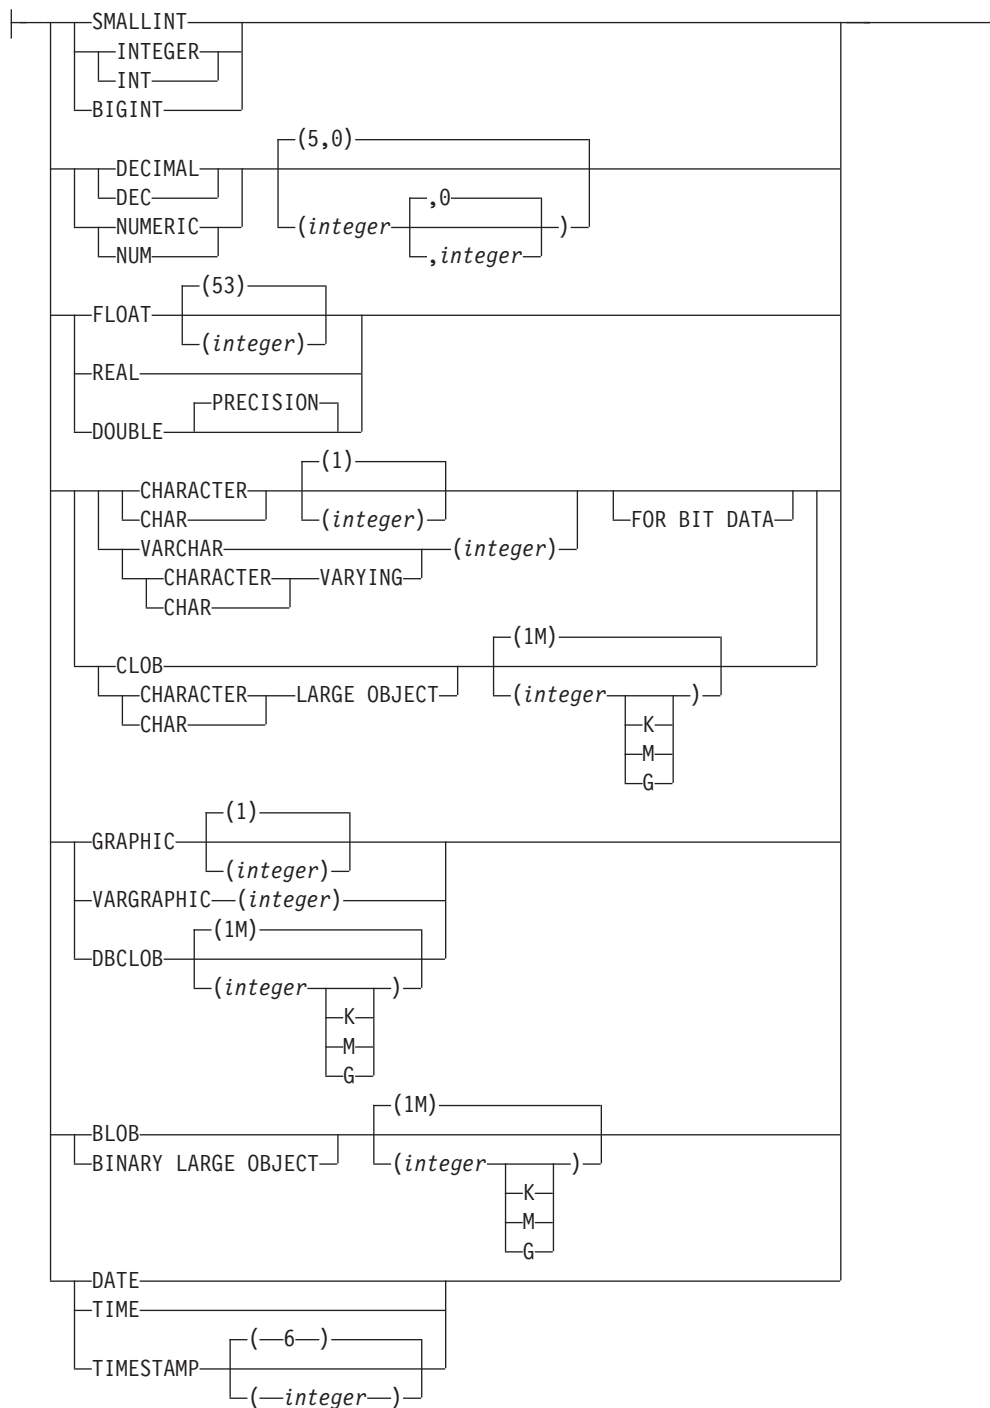 SMALLINT
INTEGER
INT
BIGINT
(5,0)
DECIMAL
DEC
,0
NUMERIC
(integer )
NUM
,integer
(53)
FLOAT
(integer)
REAL
PRECISION
DOUBLE
(1)
CHARACTER
CHAR
(integer)
FOR BIT DATA
VARCHAR
(integer)
CHARACTER
VARYING
CHAR
(1M)
CLOB
CHARACTER
LARGE OBJECT
(integer )
CHAR
K
M
G
(1)
GRAPHIC
(integer)
VARGRAPHIC
(integer)
(1M)
DBCLOB
(integer )
K
M
G
(1M)
BLOB
BINARY LARGE OBJECT
(integer )
K
M
G
DATE
TIME
( 6 )
TIMESTAMP
( integer )